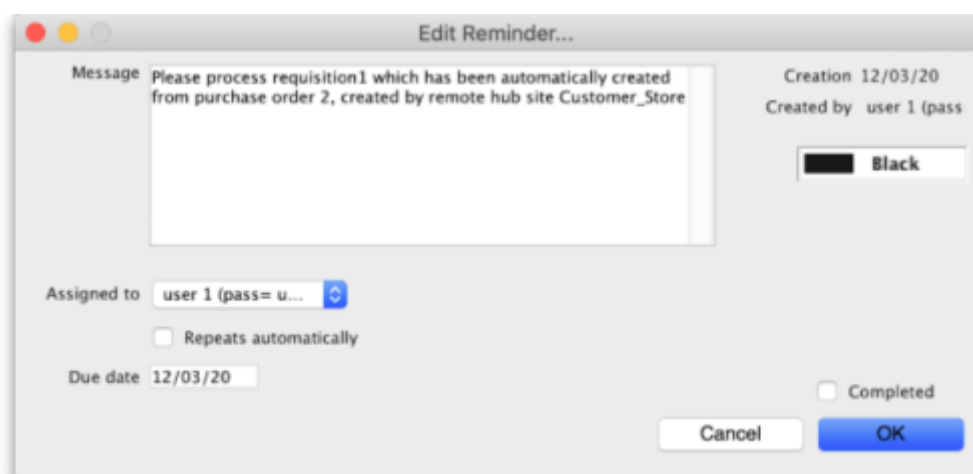 Edit Reminder...
Message
Please process requisition1 which has been automatically created
from purchase order 2, created by remote hub site Customer_Store
Creation 12/03/20
Created by user 1 (pass
Black
Assigned to user 1 (pass= u...
Repeats automatically
Due date 12/03/20
Completed
Cancel
OK